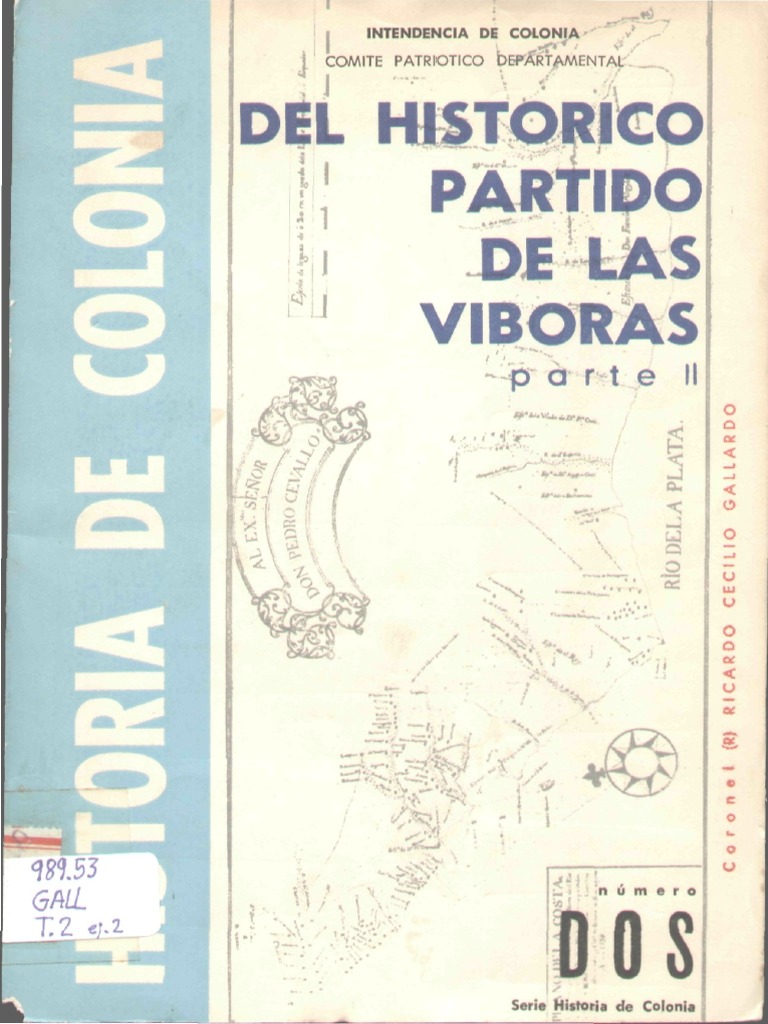 INTENDENCIA DE COLONIA
COMITE PATRIOTICO DEPARTAMENTAL
DEL HISTORICO
PARTIDO
DE LAS
VIBORAS
parte II
HISTORIA DE COLONIA
AL EX. SEÑOR
DON PEDRO CEVALLO
RÍO DE LA PLATA.
Coronel (R) RICARDO CECILIO GALLARDO
989.53
GALL
T.2 ej.2
número
DOS
Serie Historia de Colonia